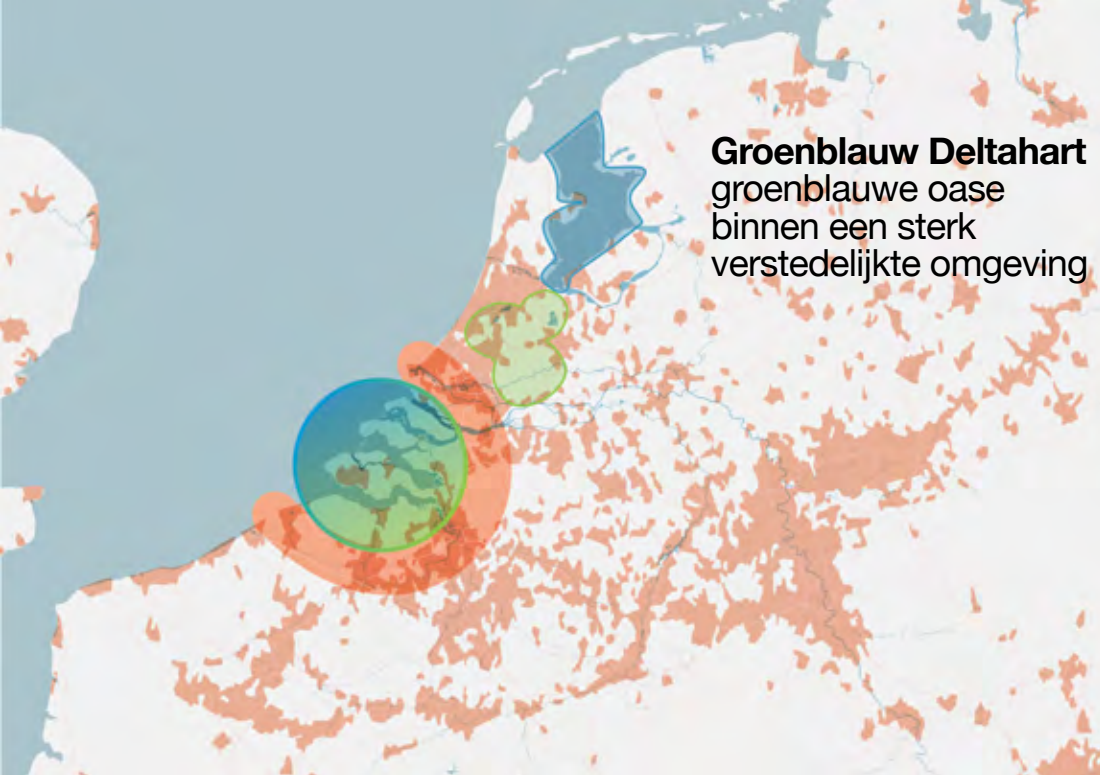 Groenblauw Deltahart
groenblauwe oase
binnen een sterk
verstedelijkte omgeving